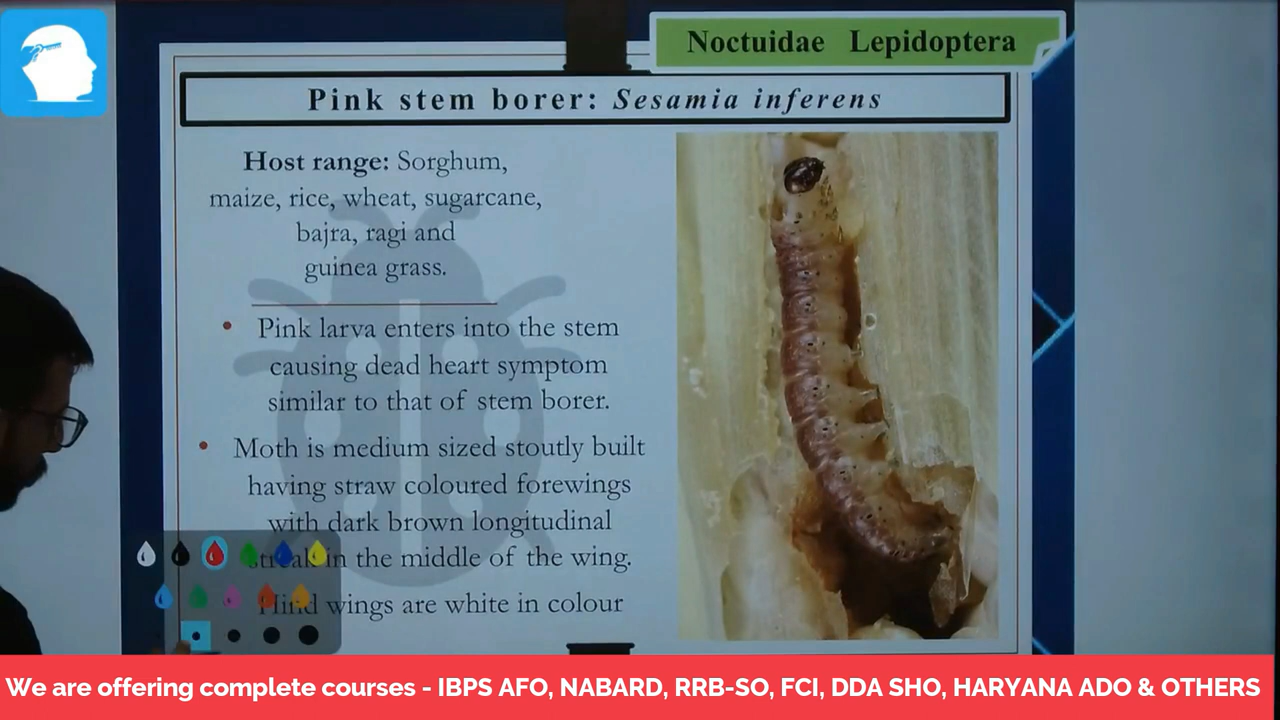 Noctuidae Lepidoptera
Pink stem borer: Sesamia inferens
Host range: Sorghum,
maize, rice, wheat, sugarcane,
bajra, ragi and
guinea grass.
• Pink larva enters into the stem
causing dead heart symptom
similar to that of stem borer.
• Moth is medium sized stoutly built
having straw coloured forewings
with dark brown longitudinal
streak in the middle of the wing.
Hind wings are white in colour
We are offering complete courses - IBPS AFO, NABARD, RRB-SO, FCI, DDA SHO, HARYANA ADO & OTHERS